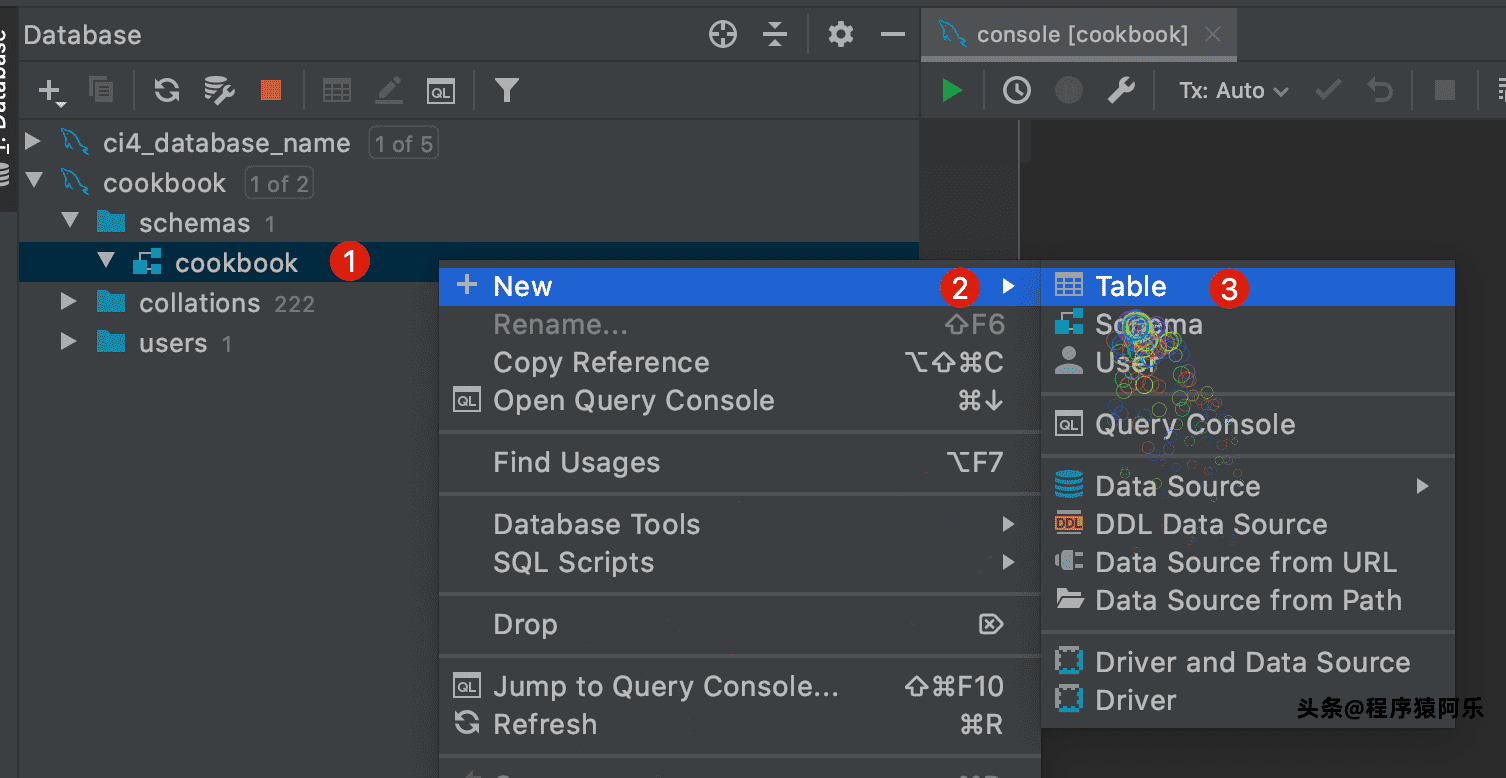 Database
console [cookbook]
QL
Tx: Auto
ci4_database_name 1 of 5
cookbook 1 of 2
schemas 1
cookbook 1
collations 222
users 1
New 2
Rename... ⇧F6
Copy Reference ⌥⇧⌘C
QL Open Query Console ⌘↓
Find Usages ⌥F7
Database Tools
SQL Scripts
Drop
QL Jump to Query Console... ⇧⌘F10
Refresh ⌘R
Table 3
Schema
User
QL Query Console
Data Source
DDL DDL Data Source
Data Source from URL
Data Source from Path
Driver and Data Source
Driver
头条@程序猿阿乐